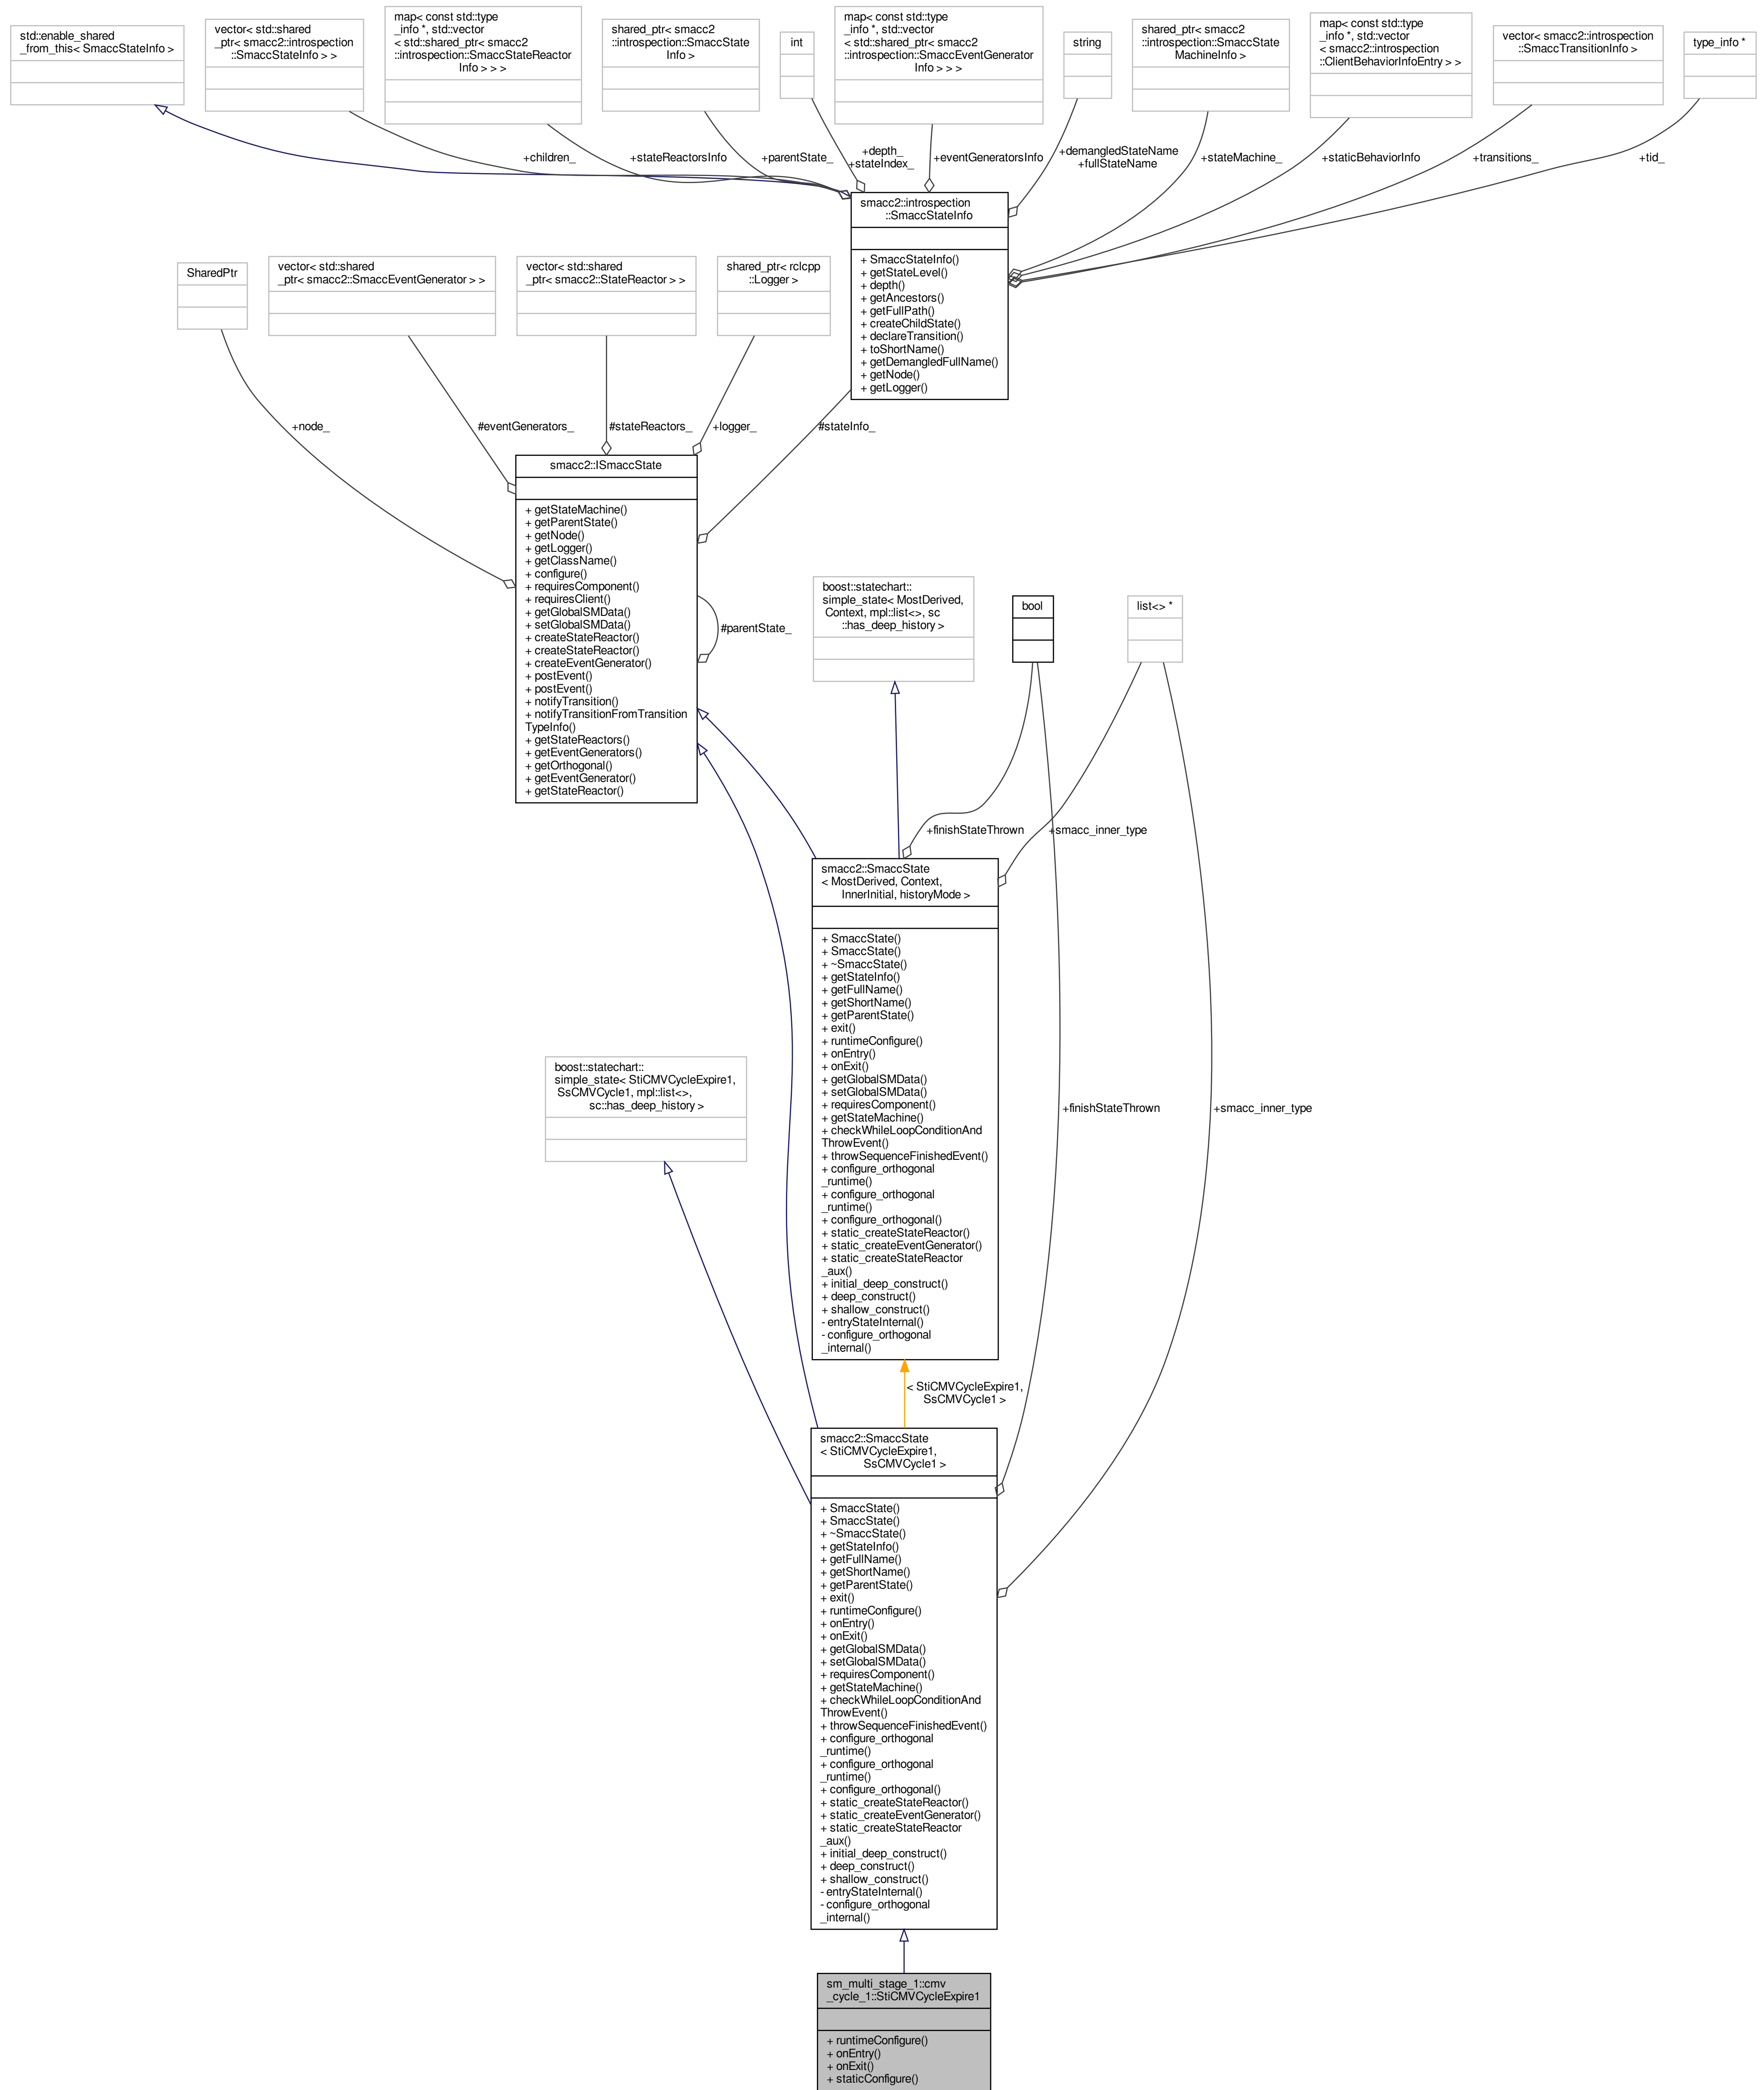 std::enable_shared
_from_this< SmaccStateInfo >
vector< std::shared
_ptr< smacc2::introspection
::SmaccStateInfo > >
map< const std::type
_info *, std::vector
< std::shared_ptr< smacc2
::introspection::SmaccStateReactor
Info > > >
shared_ptr< smacc2
::introspection::SmaccState
Info >
int
map< const std::type
_info *, std::vector
< std::shared_ptr< smacc2
::introspection::SmaccEventGenerator
Info > > >
string
shared_ptr< smacc2
::introspection::SmaccState
MachineInfo >
map< const std::type
_info *, std::vector
< smacc2::introspection
::ClientBehaviorInfoEntry > >
vector< smacc2::introspection
::SmaccTransitionInfo >
type_info *
+children_
+stateReactorsInfo
+parentState_
+depth_
+stateIndex_
+eventGeneratorsInfo
+demangledStateName
+fullStateName
+stateMachine_
+staticBehaviorInfo
+transitions_
+tid_
smacc2::introspection
::SmaccStateInfo
+ SmaccStateInfo()
+ getStateLevel()
+ depth()
+ getAncestors()
+ getFullPath()
+ createChildState()
+ declareTransition()
+ toShortName()
+ getDemangledFullName()
+ getNode()
+ getLogger()
SharedPtr
vector< std::shared
_ptr< smacc2::SmaccEventGenerator > >
vector< std::shared
_ptr< smacc2::StateReactor > >
shared_ptr< rclcpp
::Logger >
+node_
#eventGenerators_
#stateReactors_
+logger_
#stateInfo_
smacc2::ISmaccState
+ getStateMachine()
+ getParentState()
+ getNode()
+ getLogger()
+ getClassName()
+ configure()
+ requiresComponent()
+ requiresClient()
+ getGlobalSMData()
+ setGlobalSMData()
+ createStateReactor()
+ createStateReactor()
+ createEventGenerator()
+ postEvent()
+ postEvent()
+ notifyTransition()
+ notifyTransitionFromTransition
TypeInfo()
+ getStateReactors()
+ getEventGenerators()
+ getOrthogonal()
+ getEventGenerator()
+ getStateReactor()
#parentState_
boost::statechart::
simple_state< MostDerived,
Context, mpl::list<>, sc
::has_deep_history >
bool
list<> *
+finishStateThrown
+smacc_inner_type
smacc2::SmaccState
< MostDerived, Context,
InnerInitial, historyMode >
+ SmaccState()
+ SmaccState()
+ ~SmaccState()
+ getStateInfo()
+ getFullName()
+ getShortName()
+ getParentState()
+ exit()
+ runtimeConfigure()
+ onEntry()
+ onExit()
+ getGlobalSMData()
+ setGlobalSMData()
+ requiresComponent()
+ getStateMachine()
+ checkWhileLoopConditionAnd
ThrowEvent()
+ throwSequenceFinishedEvent()
+ configure_orthogonal
_runtime()
+ configure_orthogonal
_runtime()
+ configure_orthogonal()
+ static_createStateReactor()
+ static_createEventGenerator()
+ static_createStateReactor
_aux()
+ initial_deep_construct()
+ deep_construct()
+ shallow_construct()
- entryStateInternal()
- configure_orthogonal
_internal()
boost::statechart::
simple_state< StiCMVCycleExpire1,
SsCMVCycle1, mpl::list<>,
sc::has_deep_history >
+finishStateThrown
+smacc_inner_type
< StiCMVCycleExpire1,
SsCMVCycle1 >
smacc2::SmaccState
< StiCMVCycleExpire1,
SsCMVCycle1 >
+ SmaccState()
+ SmaccState()
+ ~SmaccState()
+ getStateInfo()
+ getFullName()
+ getShortName()
+ getParentState()
+ exit()
+ runtimeConfigure()
+ onEntry()
+ onExit()
+ getGlobalSMData()
+ setGlobalSMData()
+ requiresComponent()
+ getStateMachine()
+ checkWhileLoopConditionAnd
ThrowEvent()
+ throwSequenceFinishedEvent()
+ configure_orthogonal
_runtime()
+ configure_orthogonal
_runtime()
+ configure_orthogonal()
+ static_createStateReactor()
+ static_createEventGenerator()
+ static_createStateReactor
_aux()
+ initial_deep_construct()
+ deep_construct()
+ shallow_construct()
- entryStateInternal()
- configure_orthogonal
_internal()
sm_multi_stage_1::cmv
_cycle_1::StiCMVCycleExpire1
+ runtimeConfigure()
+ onEntry()
+ onExit()
+ staticConfigure()